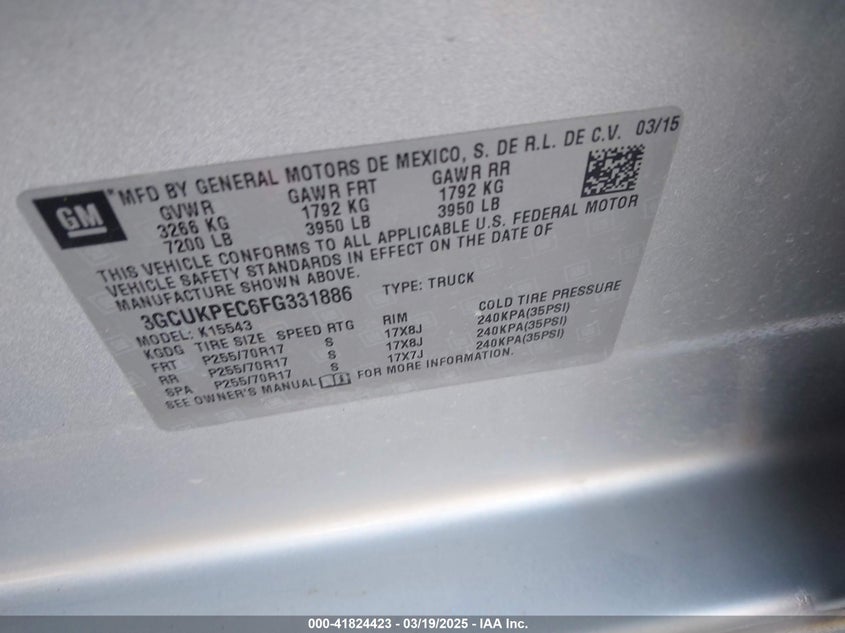 GM
*MFD BY GENERAL MOTORS DE MEXICO, S. DE R.L. DE C.V. 03/15
GVWR GAWR FRT GAWR RR
3266 KG 1792 KG 1792 KG
7200 LB 3950 LB 3950 LB
THIS VEHICLE CONFORMS TO ALL APPLICABLE U.S. FEDERAL MOTOR
VEHICLE SAFETY STANDARDS IN EFFECT ON THE DATE OF
MANUFACTURE SHOWN ABOVE.
3GCUKPEC6FG331886 TYPE: TRUCK
MODEL: K15543
KGDG TIRE SIZE SPEED RTG RIM COLD TIRE PRESSURE
FRT P255/70R17 S 17X8J 240KPA(35PSI)
RR P255/70R17 S 17X8J 240KPA(35PSI)
SPA P255/70R17 S 17X7J 240KPA(35PSI)
SEE OWNER'S MANUAL FOR MORE INFORMATION.
000-41824423 - 03/19/2025 - IAA Inc.